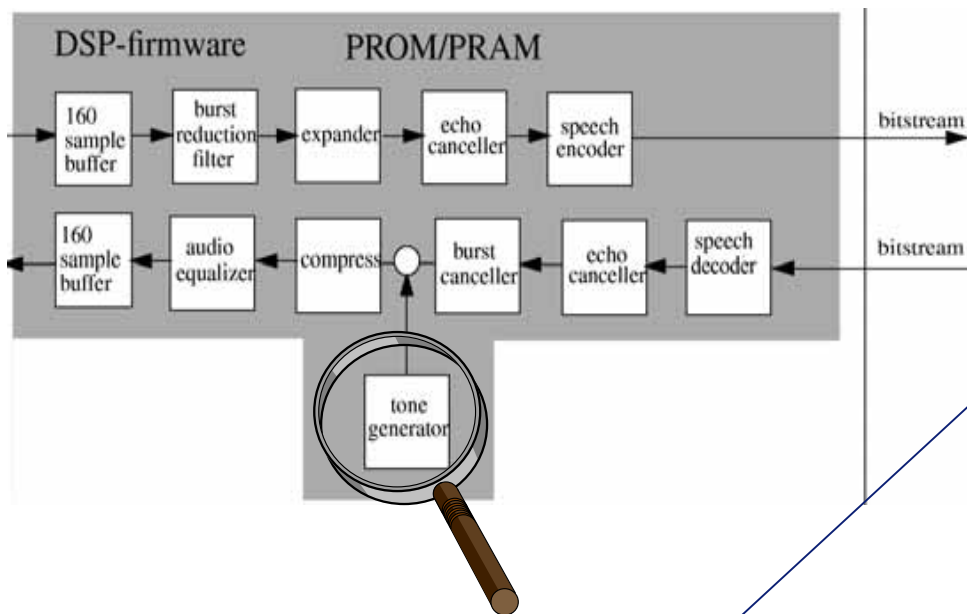 DSP-firmware
PROM/PRAM
160
sample
buffer
burst
reduction
filter
expander
echo
canceller
speech
encoder
bitstream
160
sample
buffer
audio
equalizer
compress
burst
canceller
echo
canceller
speech
decoder
bitstream
tone
generator